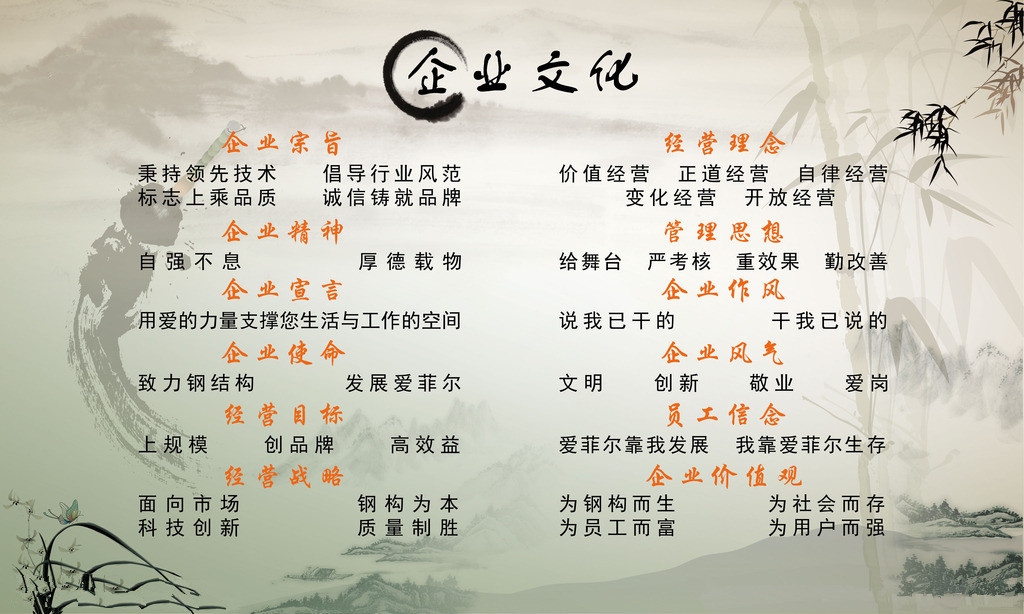 企业文化
企业宗旨
秉持领先技术 倡导行业风范
标志上乘品质 诚信铸就品牌
企业精神
自强不息 厚德载物
企业宣言
用爱的力量支撑您生活与工作的空间
企业使命
致力钢结构 发展爱菲尔
经营目标
上规模 创品牌 高效益
经营战略
面向市场 钢构为本
科技创新 质量制胜
经营理念
价值经营 正道经营 自律经营
变化经营 开放经营
管理思想
给舞台 严考核 重效果 勤改善
企业作风
说我已干的 干我已说的
企业风气
文明 创新 敬业 爱岗
员工信念
爱菲尔靠我发展 我靠爱菲尔生存
企业价值观
为钢构而生 为社会而存
为员工而富 为用户而强